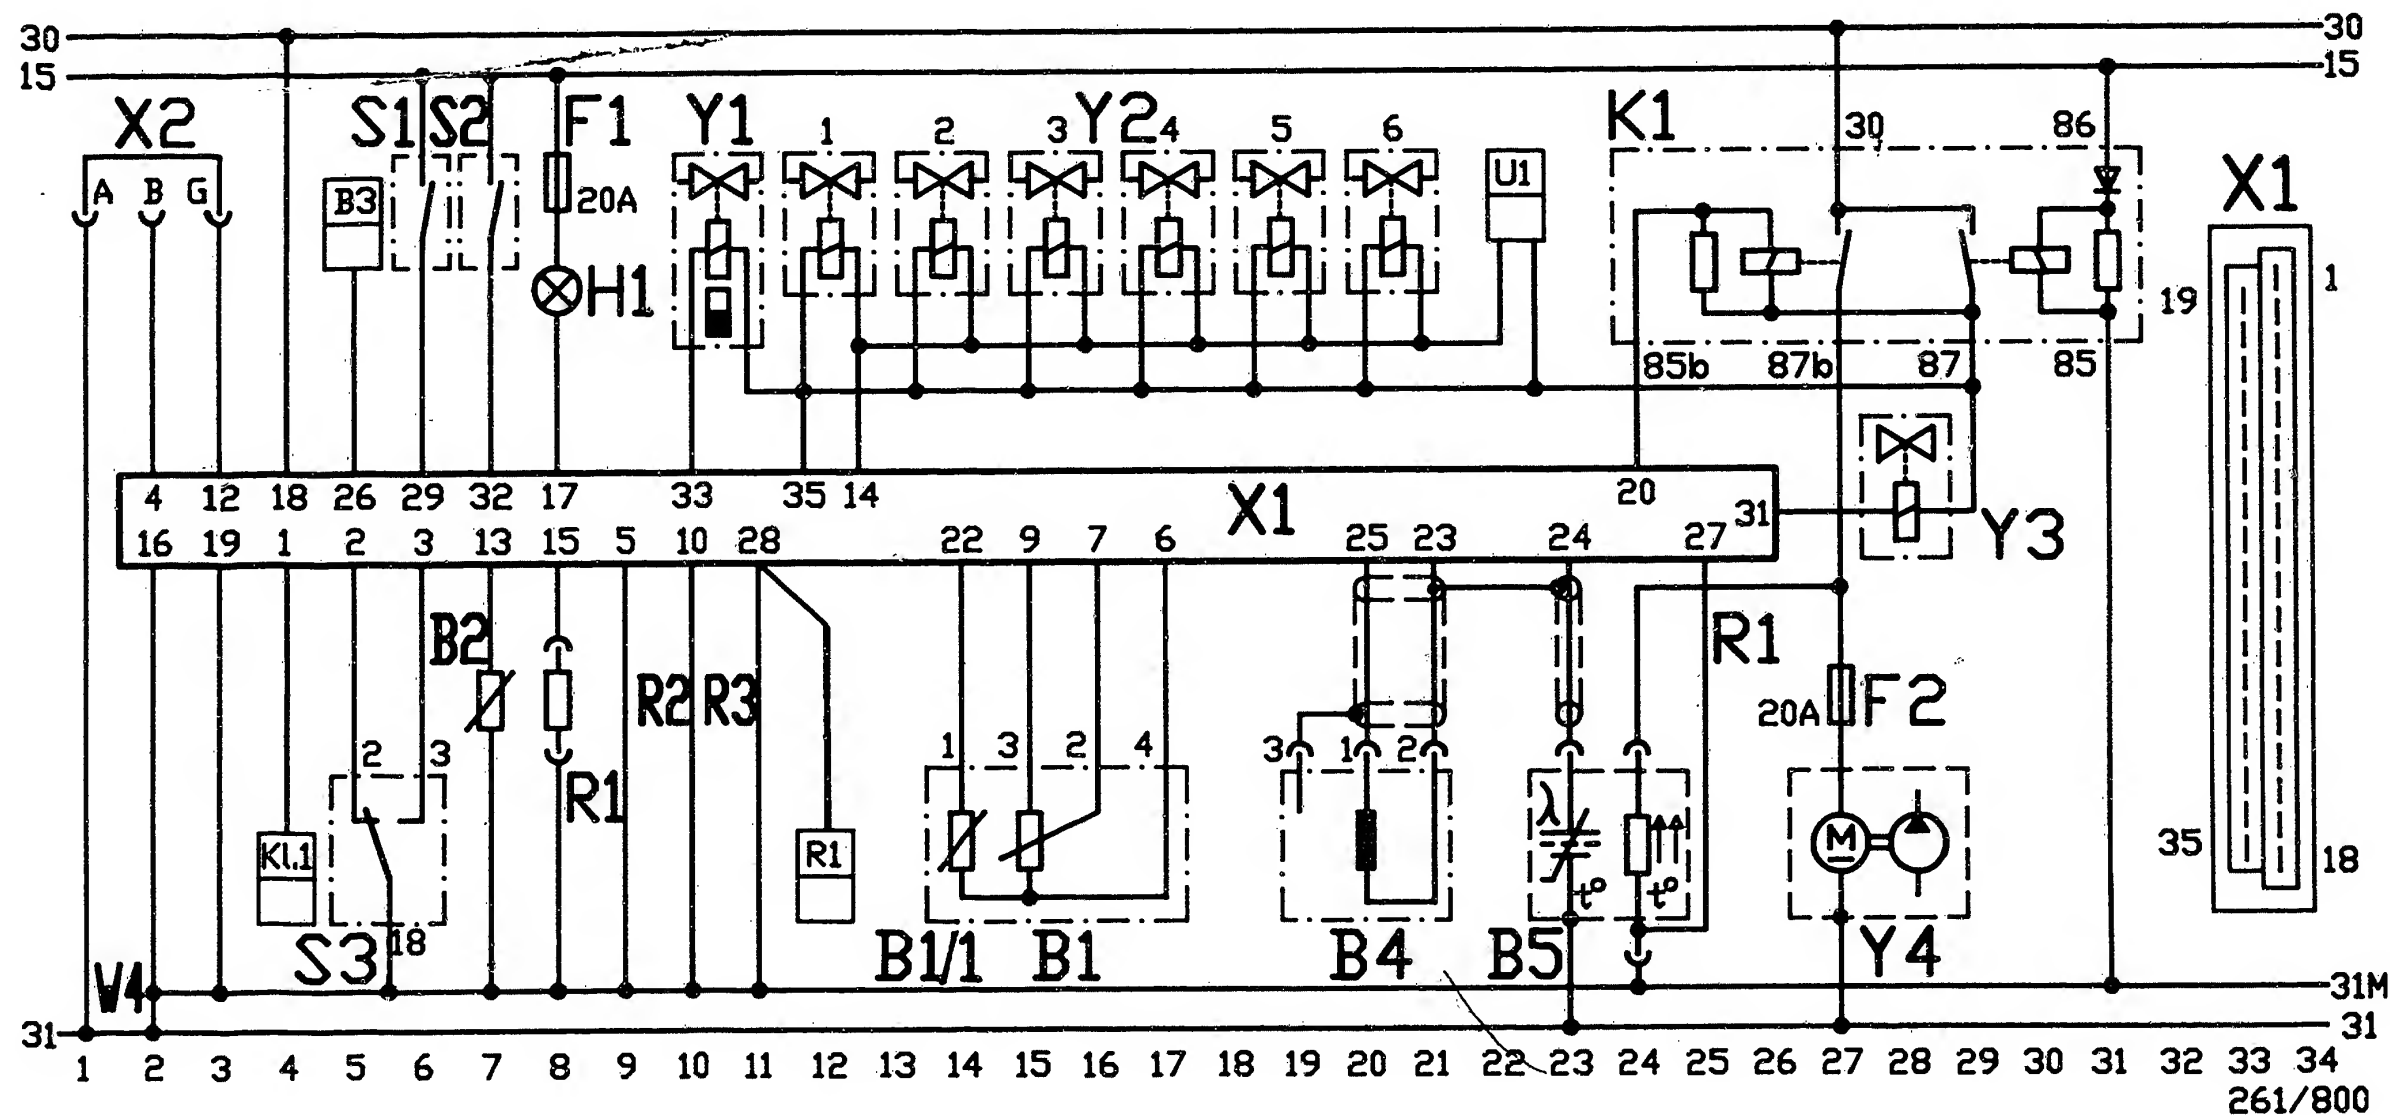 30 30
15 15
X2 S1 S2 F1 Y1 1 2 3 Y2 4 5 6 K1 30 86
A B G B3 20A U1 X1
H1 19 1
85b 87b 87 85
4 12 18 26 29 32 17 33 35 14 X1 20 31
16 19 1 2 3 13 15 5 10 28 22 9 7 6 25 23 24 27 Y3
B2 R1
R2 R3 20A F2
2 3 1 3 2 4 3 1 2
R1 λ
Kl.1 R1 M 35 18
t° t°
S3 18 B1/1 B1 B4 B5 Y4
W4 31M
31 31
1 2 3 4 5 6 7 8 9 10 11 12 13 14 15 16 17 18 19 20 21 22 23 24 25 26 27 28 29 30 31 32 33 34
261/800